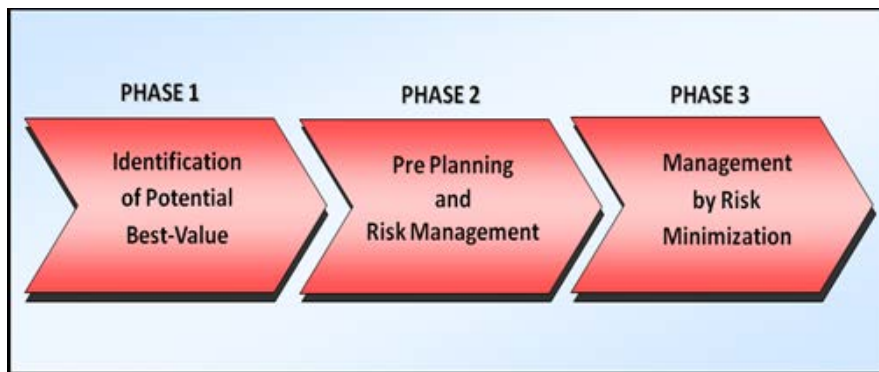 PHASE 1
Identification
of Potential
Best-Value
PHASE 2
Pre Planning
and
Risk Management
PHASE 3
Management
by Risk
Minimization